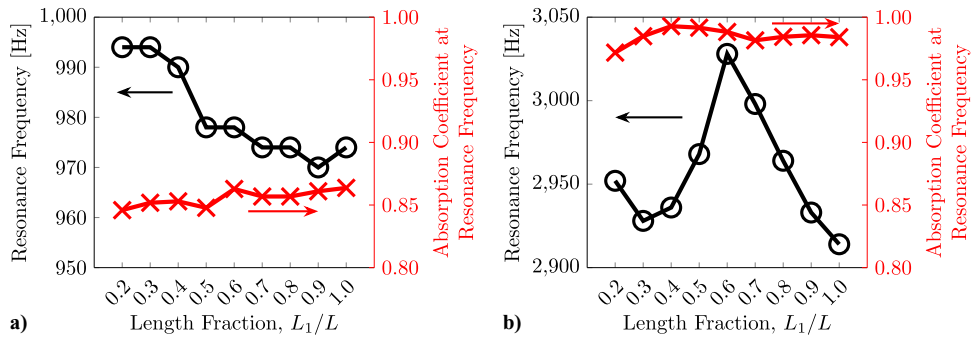 1,000
990
980
970
960
950
Resonance Frequency [Hz]
0.2 0.3 0.4 0.5 0.6 0.7 0.8 0.9 1.0
Length Fraction, L₁/L
1.00
0.95
0.90
0.85
0.80
Absorption Coefficient at
Resonance Frequency
a)
3,050
3,000
2,950
2,900
Resonance Frequency [Hz]
0.2 0.3 0.4 0.5 0.6 0.7 0.8 0.9 1.0
Length Fraction, L₁/L
1.00
0.95
0.90
0.85
0.80
Absorption Coefficient at
Resonance Frequency
b)